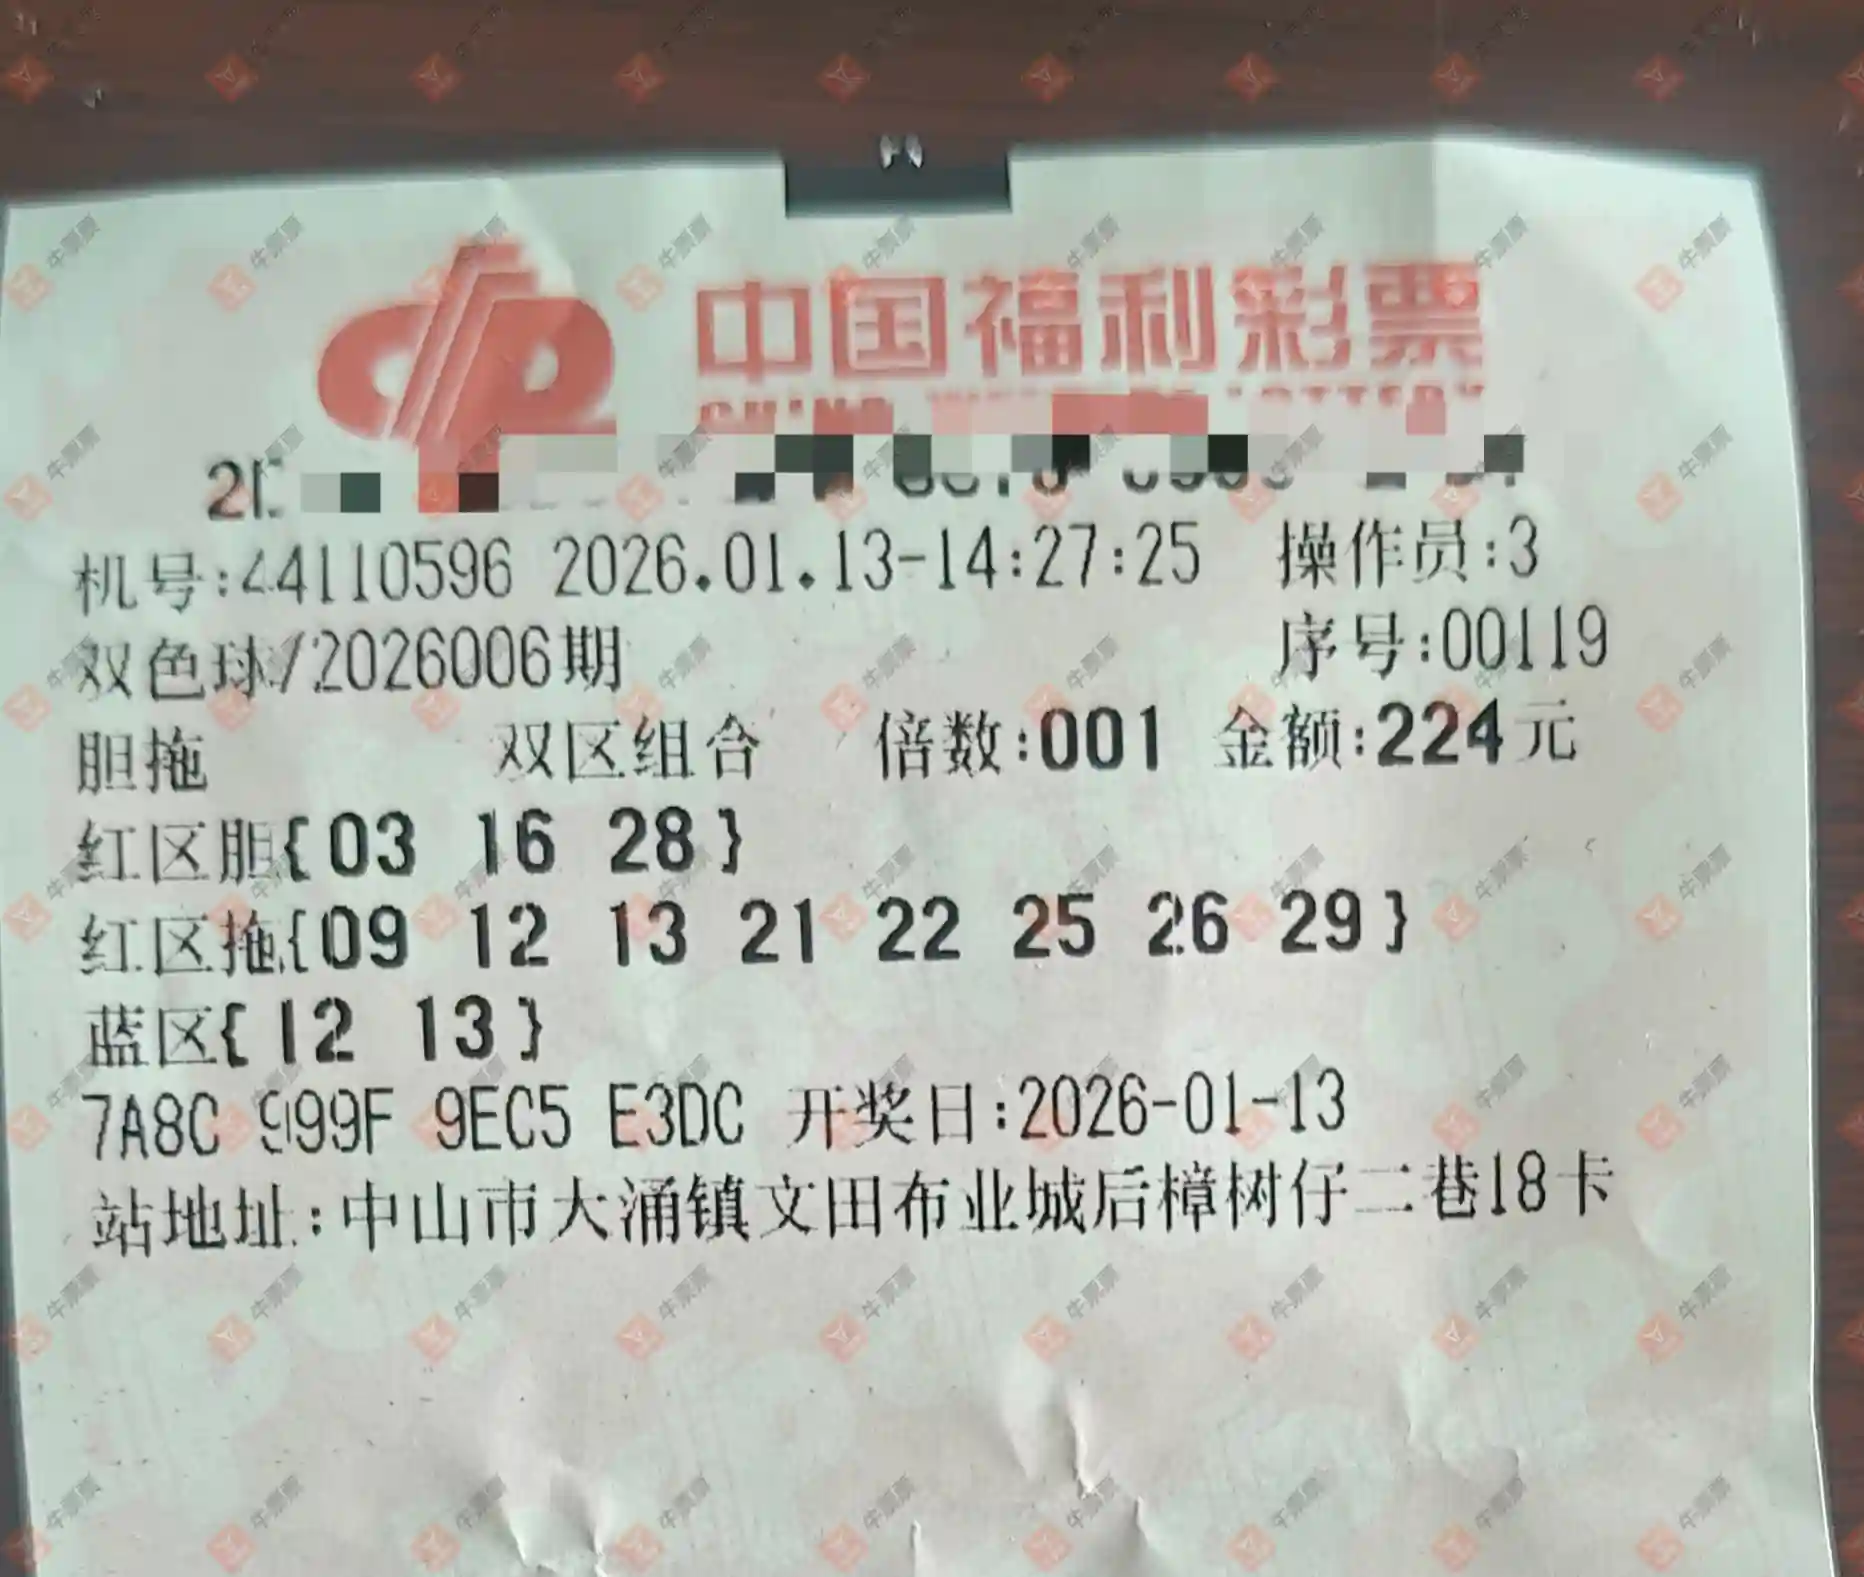 中国福利彩票
机号:44110596 2026.01.13-14:27:25 操作员:3
双色球/2026006期 序号:00119
胆拖 双区组合 倍数:001 金额:224元
红区胆{03 16 28}
红区拖{09 12 13 21 22 25 26 29}
蓝区{12 13}
7A8C 999F 9EC5 E3DC 开奖日:2026-01-13
站地址:中山市大涌镇文田布业城后樟树仔二巷18卡
牛票票